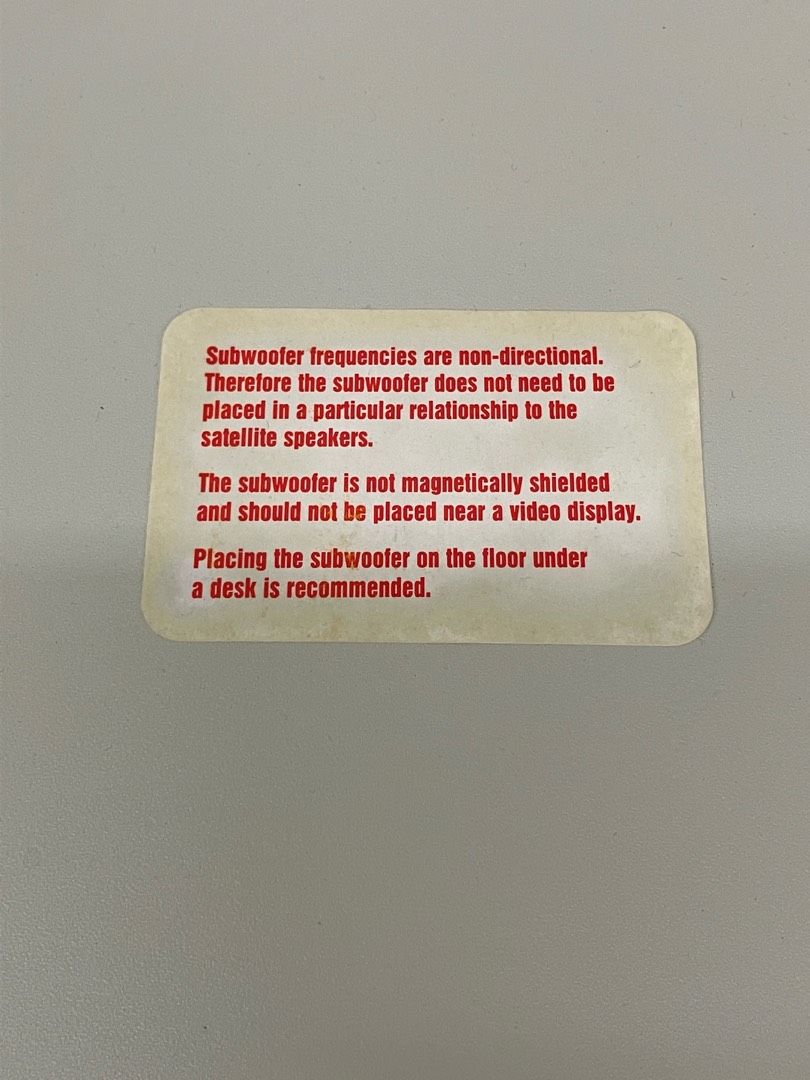 Subwoofer frequencies are non-directional.
Therefore the subwoofer does not need to be
placed in a particular relationship to the
satellite speakers.
The subwoofer is not magnetically shielded
and should not be placed near a video display.
Placing the subwoofer on the floor under
a desk is recommended.